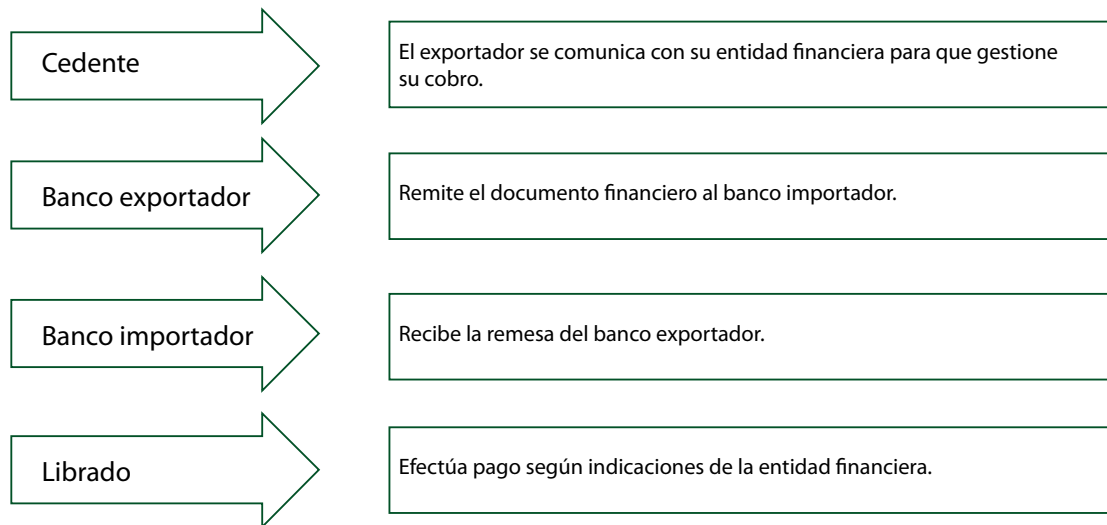 Cedente
El exportador se comunica con su entidad financiera para que gestione
su cobro.
Banco exportador
Remite el documento financiero al banco importador.
Banco importador
Recibe la remesa del banco exportador.
Librado
Efectúa pago según indicaciones de la entidad financiera.